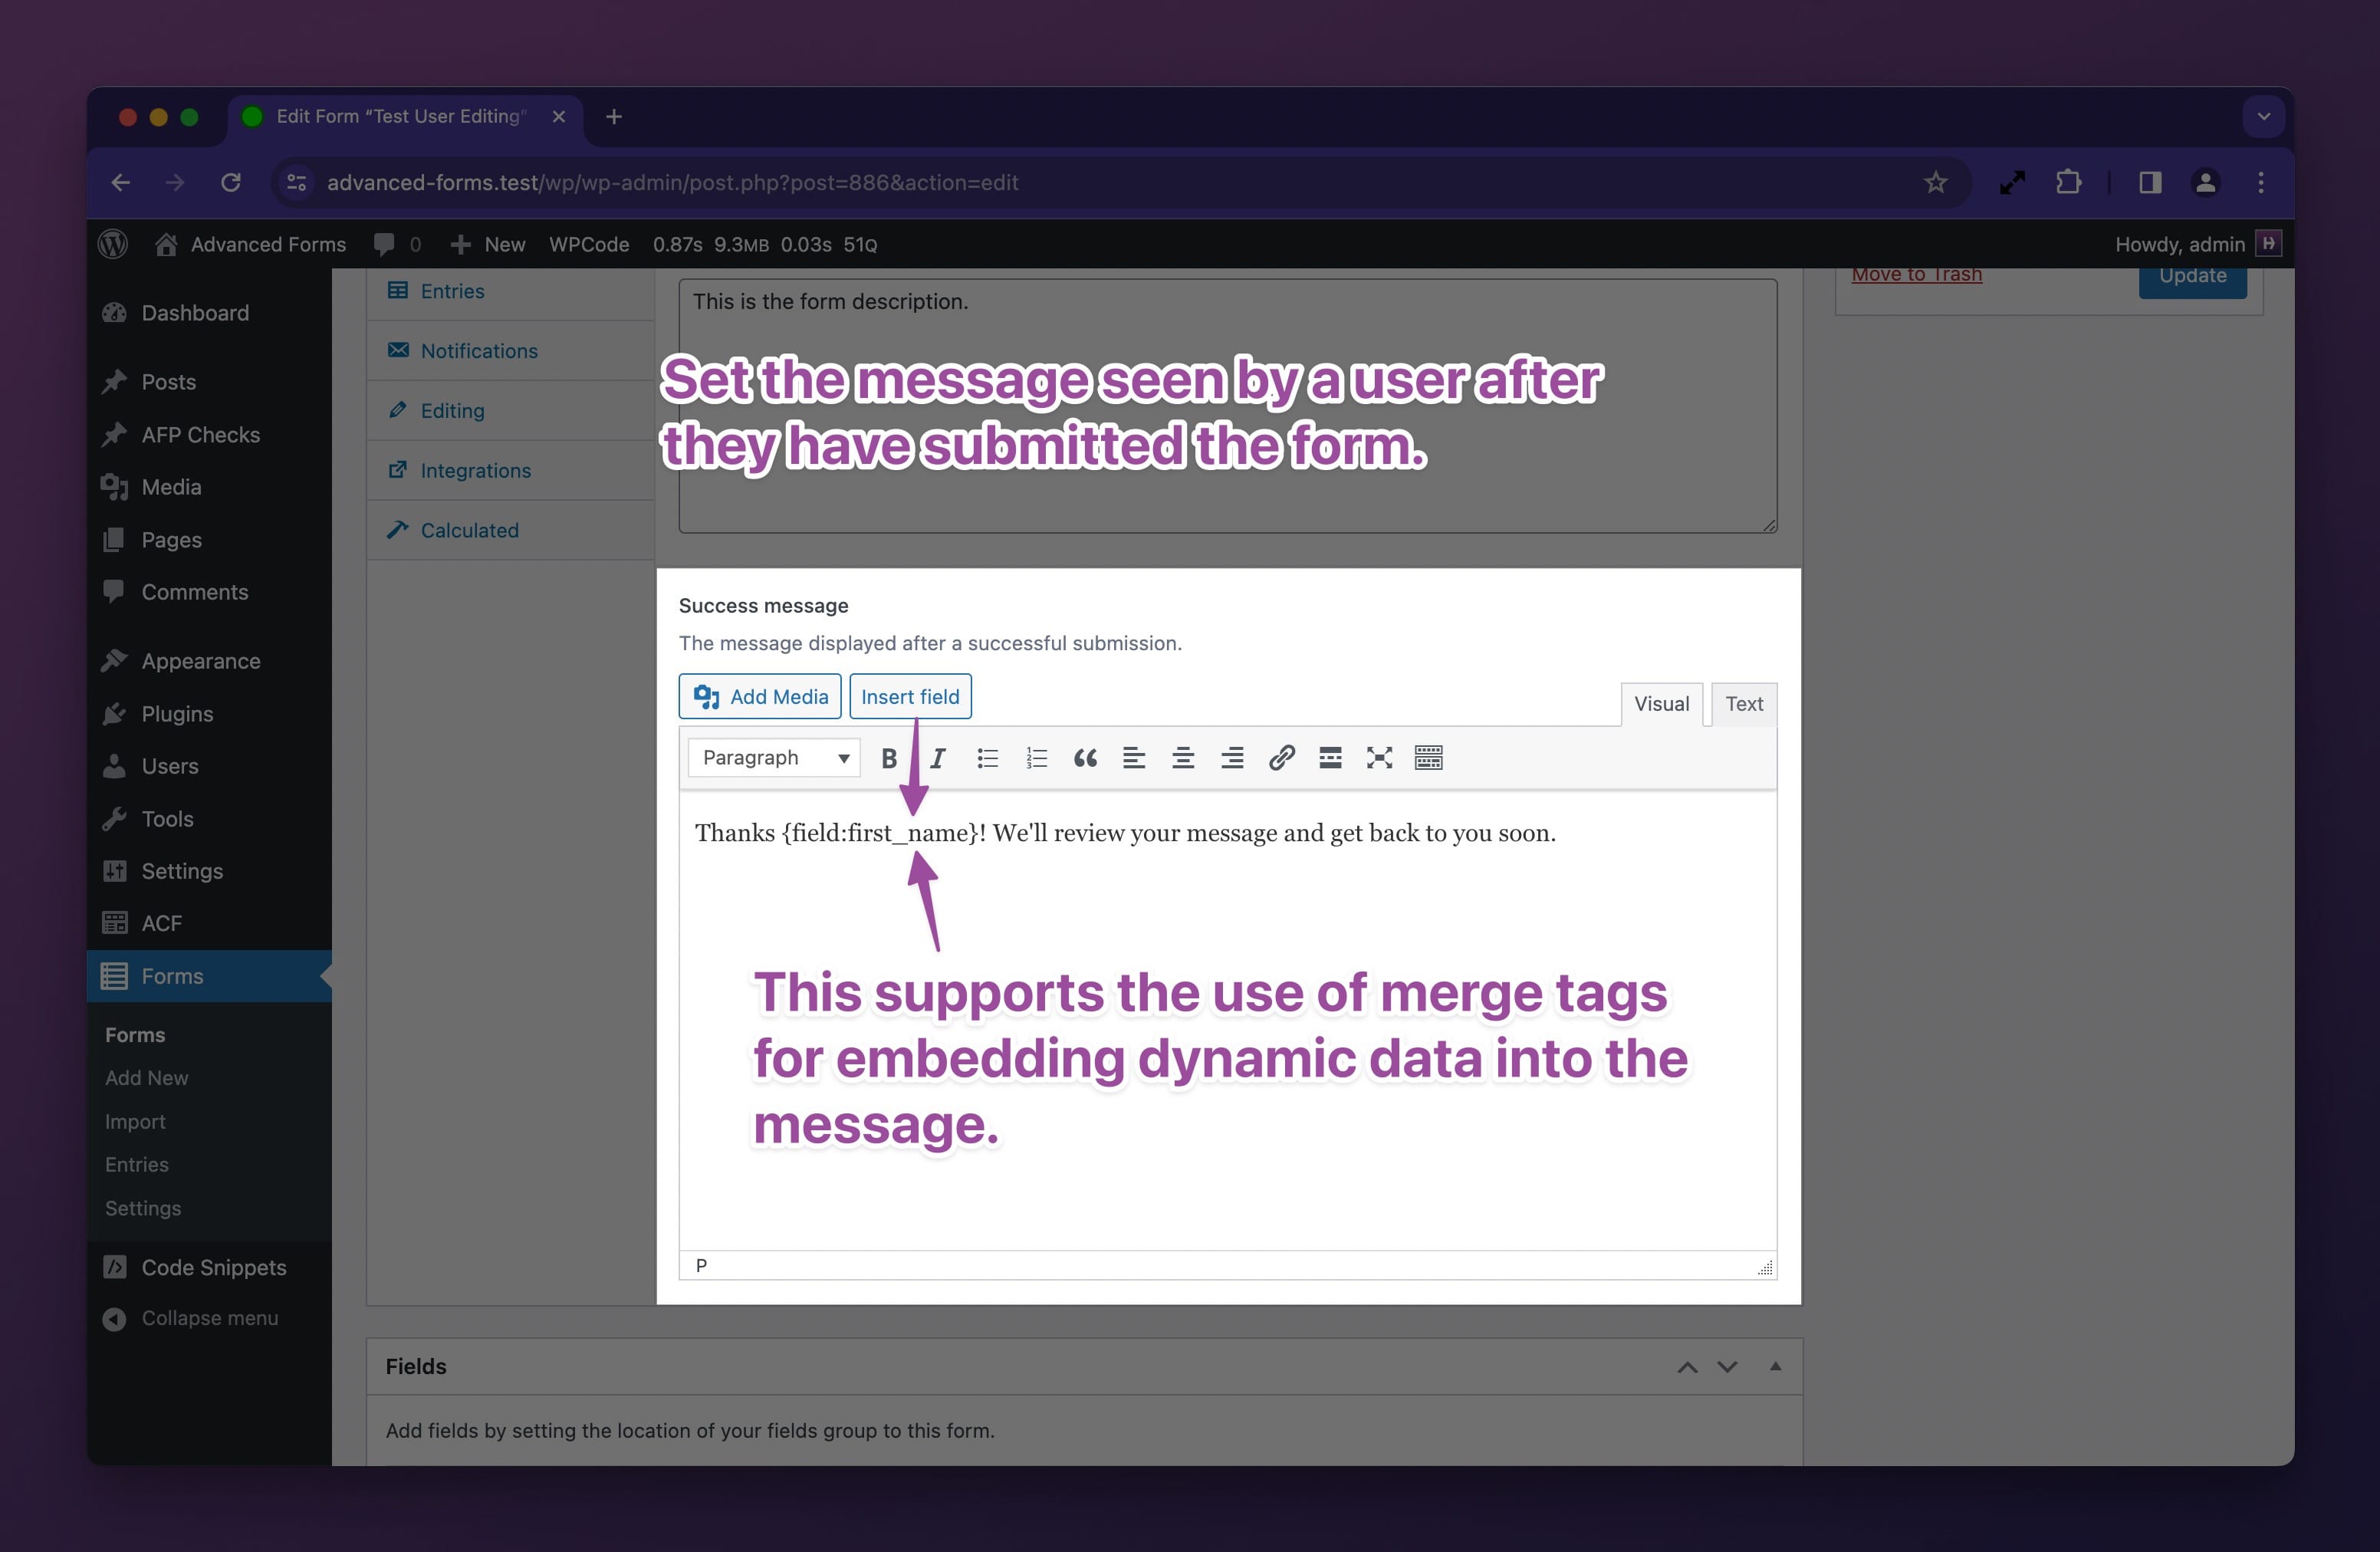 Edit Form “Test User Editing”
advanced-forms.test/wp/wp-admin/post.php?post=886&action=edit
Advanced Forms 0 New WPCode 0.87s 9.3MB 0.03s 51Q Howdy, admin
Dashboard
Posts
AFP Checks
Media
Pages
Comments
Appearance
Plugins
Users
Tools
Settings
ACF
Forms
Forms
Add New
Import
Entries
Settings
Code Snippets
Collapse menu
Entries
Notifications
Editing
Integrations
Calculated
This is the form description.
Set the message seen by a user after
they have submitted the form.
Move to Trash Update
Success message
The message displayed after a successful submission.
Add Media Insert field Visual Text
Paragraph
Thanks {field:first_name}! We'll review your message and get back to you soon.
This supports the use of merge tags
for embedding dynamic data into the
message.
P
Fields
Add fields by setting the location of your fields group to this form.